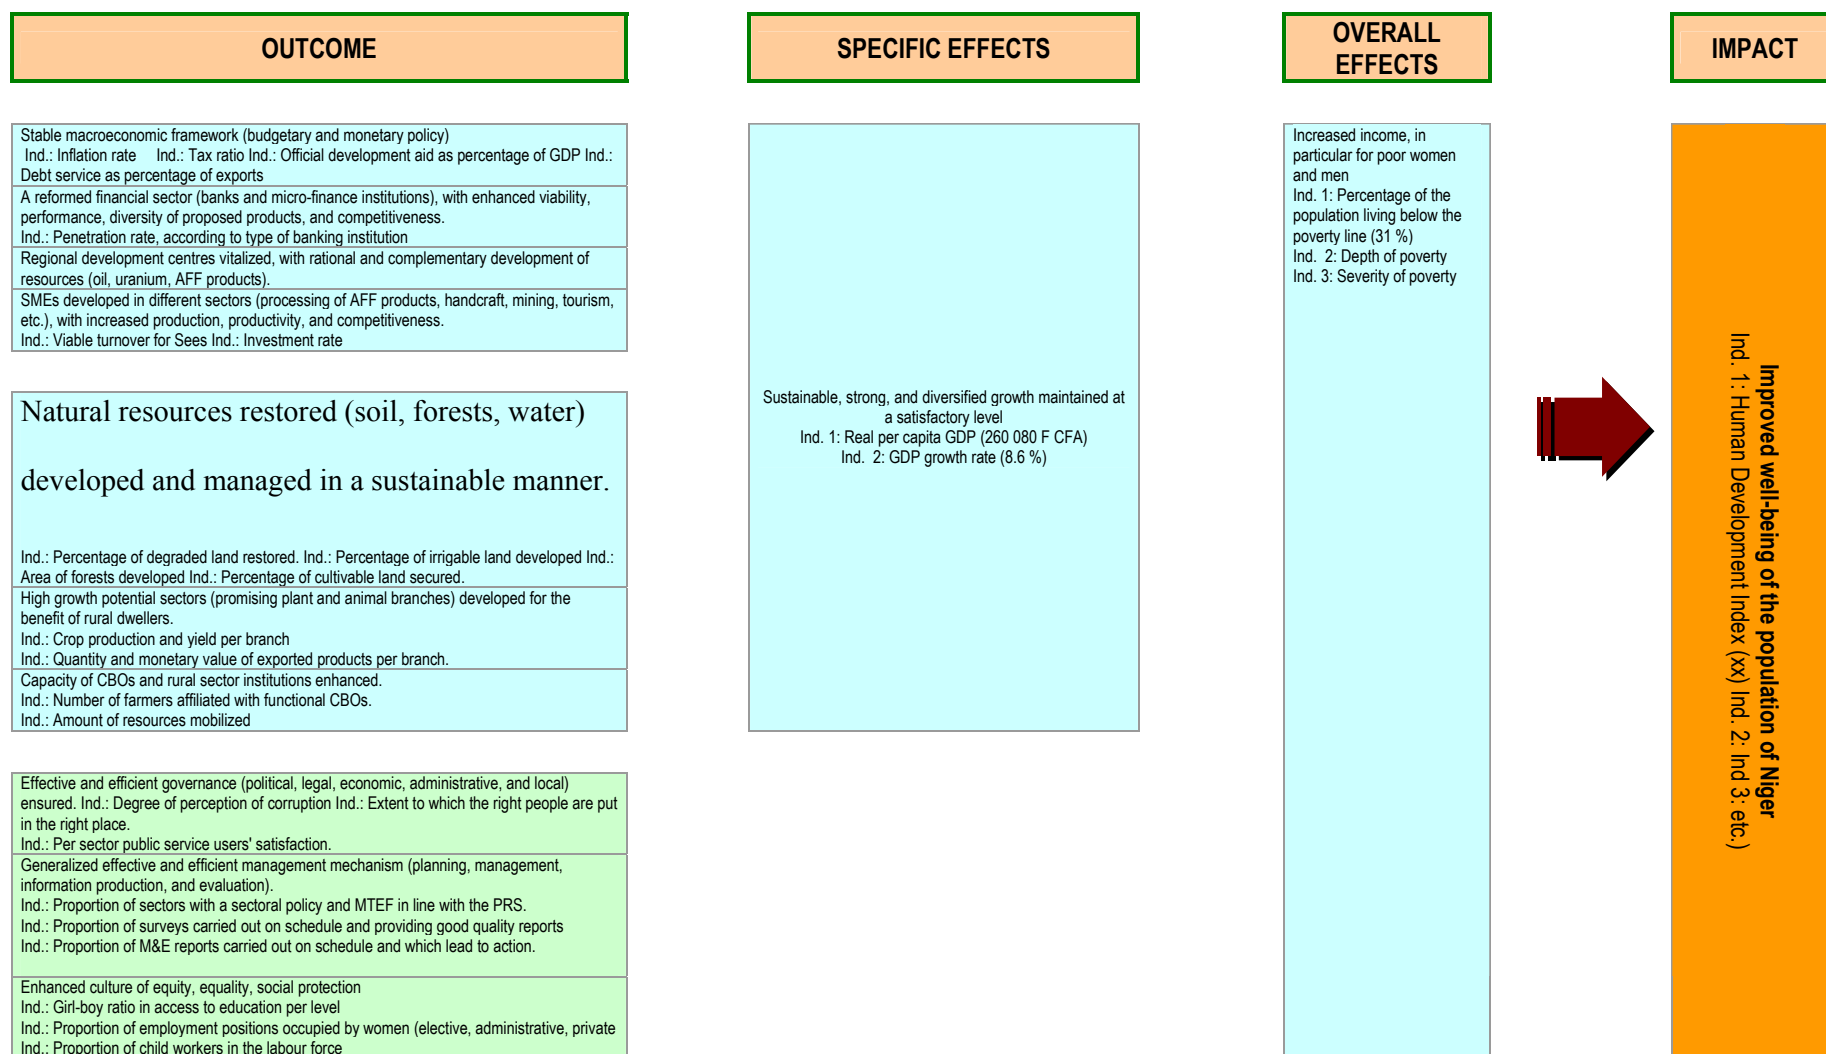 OUTCOME
SPECIFIC EFFECTS
OVERALL
EFFECTS
IMPACT
Stable macroeconomic framework (budgetary and monetary policy)
Ind.: Inflation rate Ind.: Tax ratio Ind.: Official development aid as percentage of GDP Ind.:
Debt service as percentage of exports
A reformed financial sector (banks and micro-finance institutions), with enhanced viability,
performance, diversity of proposed products, and competitiveness.
Ind.: Penetration rate, according to type of banking institution
Regional development centres vitalized, with rational and complementary development of
resources (oil, uranium, AFF products).
SMEs developed in different sectors (processing of AFF products, handcraft, mining, tourism,
etc.), with increased production, productivity, and competitiveness.
Ind.: Viable turnover for Sees Ind.: Investment rate
Natural resources restored (soil, forests, water)
developed and managed in a sustainable manner.
Ind.: Percentage of degraded land restored. Ind.: Percentage of irrigable land developed Ind.:
Area of forests developed Ind.: Percentage of cultivable land secured.
High growth potential sectors (promising plant and animal branches) developed for the
benefit of rural dwellers.
Ind.: Crop production and yield per branch
Ind.: Quantity and monetary value of exported products per branch.
Capacity of CBOs and rural sector institutions enhanced.
Ind.: Number of farmers affiliated with functional CBOs.
Ind.: Amount of resources mobilized
Effective and efficient governance (political, legal, economic, administrative, and local)
ensured. Ind.: Degree of perception of corruption Ind.: Extent to which the right people are put
in the right place.
Ind.: Per sector public service users' satisfaction.
Generalized effective and efficient management mechanism (planning, management,
information production, and evaluation).
Ind.: Proportion of sectors with a sectoral policy and MTEF in line with the PRS.
Ind.: Proportion of surveys carried out on schedule and providing good quality reports
Ind.: Proportion of M&E reports carried out on schedule and which lead to action.
Enhanced culture of equity, equality, social protection
Ind.: Girl-boy ratio in access to education per level
Ind.: Proportion of employment positions occupied by women (elective, administrative, private
Ind.: Proportion of child workers in the labour force
Sustainable, strong, and diversified growth maintained at
a satisfactory level
Ind. 1: Real per capita GDP (260 080 F CFA)
Ind. 2: GDP growth rate (8.6 %)
Increased income, in
particular for poor women
and men
Ind. 1: Percentage of the
population living below the
poverty line (31 %)
Ind. 2: Depth of poverty
Ind. 3: Severity of poverty
Improved well-being of the population of Niger
Ind. 1: Human Development Index (xx) Ind. 2: Ind 3: etc.)